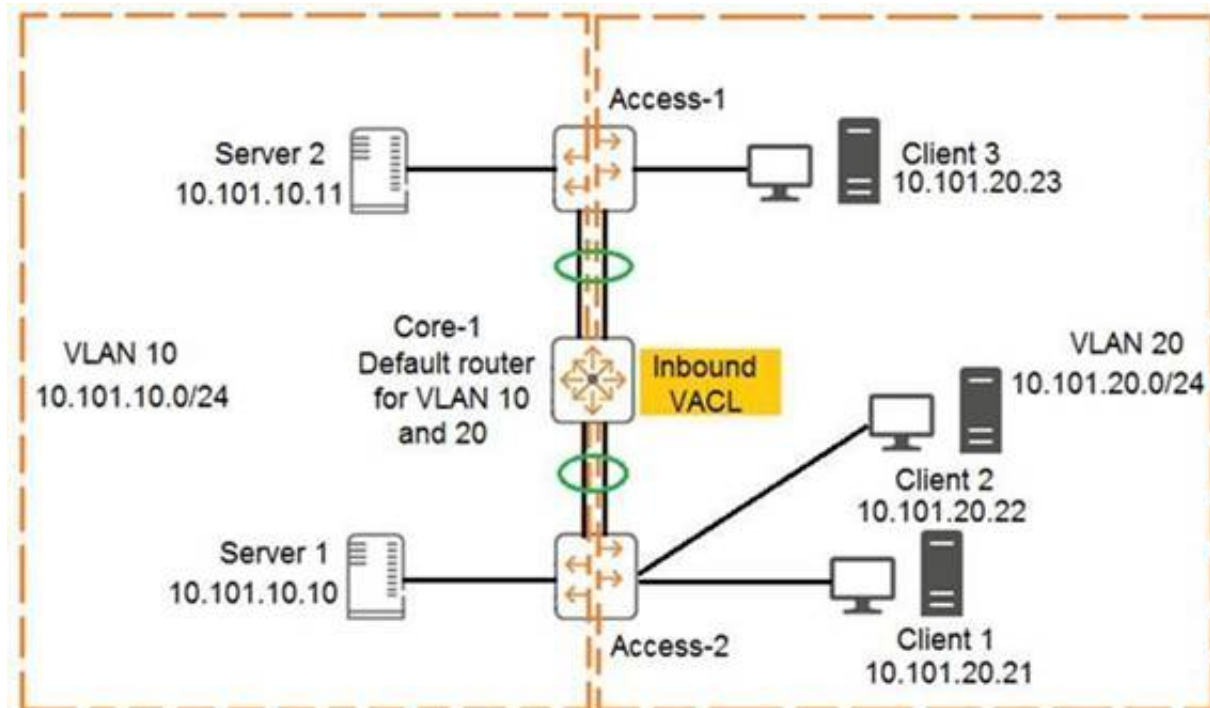 Access-1
Server 2
10.101.10.11
Client 3
10.101.20.23
VLAN 10
10.101.10.0/24
Core-1
Default router
for VLAN 10
and 20
Inbound
VACL
VLAN 20
10.101.20.0/24
Client 2
10.101.20.22
Server 1
10.101.10.10
Access-2
Client 1
10.101.20.21